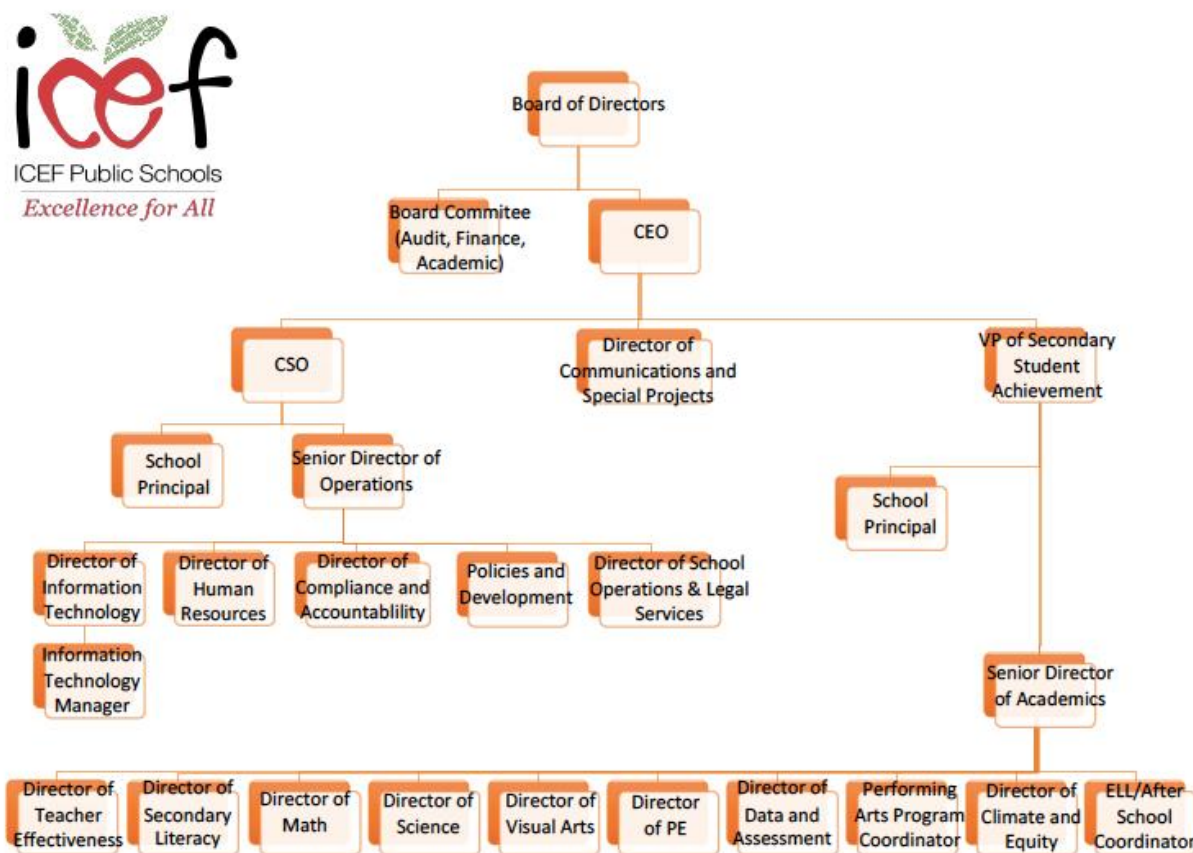 icef
ICEF Public Schools
Excellence for All
Board of Directors
Board Commitee
(Audit, Finance,
Academic)
CEO
CSO
Director of
Communications and
Special Projects
VP of Secondary
Student
Achievement
School
Principal
Senior Director of
Operations
School
Principal
Director of
Information
Technology
Director of
Human
Resources
Director of
Compliance and
Accountablility
Policies and
Development
Director of School
Operations & Legal
Services
Information
Technology
Manager
Senior Director
of Academics
Director of
Teacher
Effectiveness
Director of
Secondary
Literacy
Director of
Math
Director of
Science
Director of
Visual Arts
Director
of PE
Director of
Data and
Assessment
Performing
Arts Program
Coordinator
Director of
Climate and
Equity
ELL/After
School
Coordinator